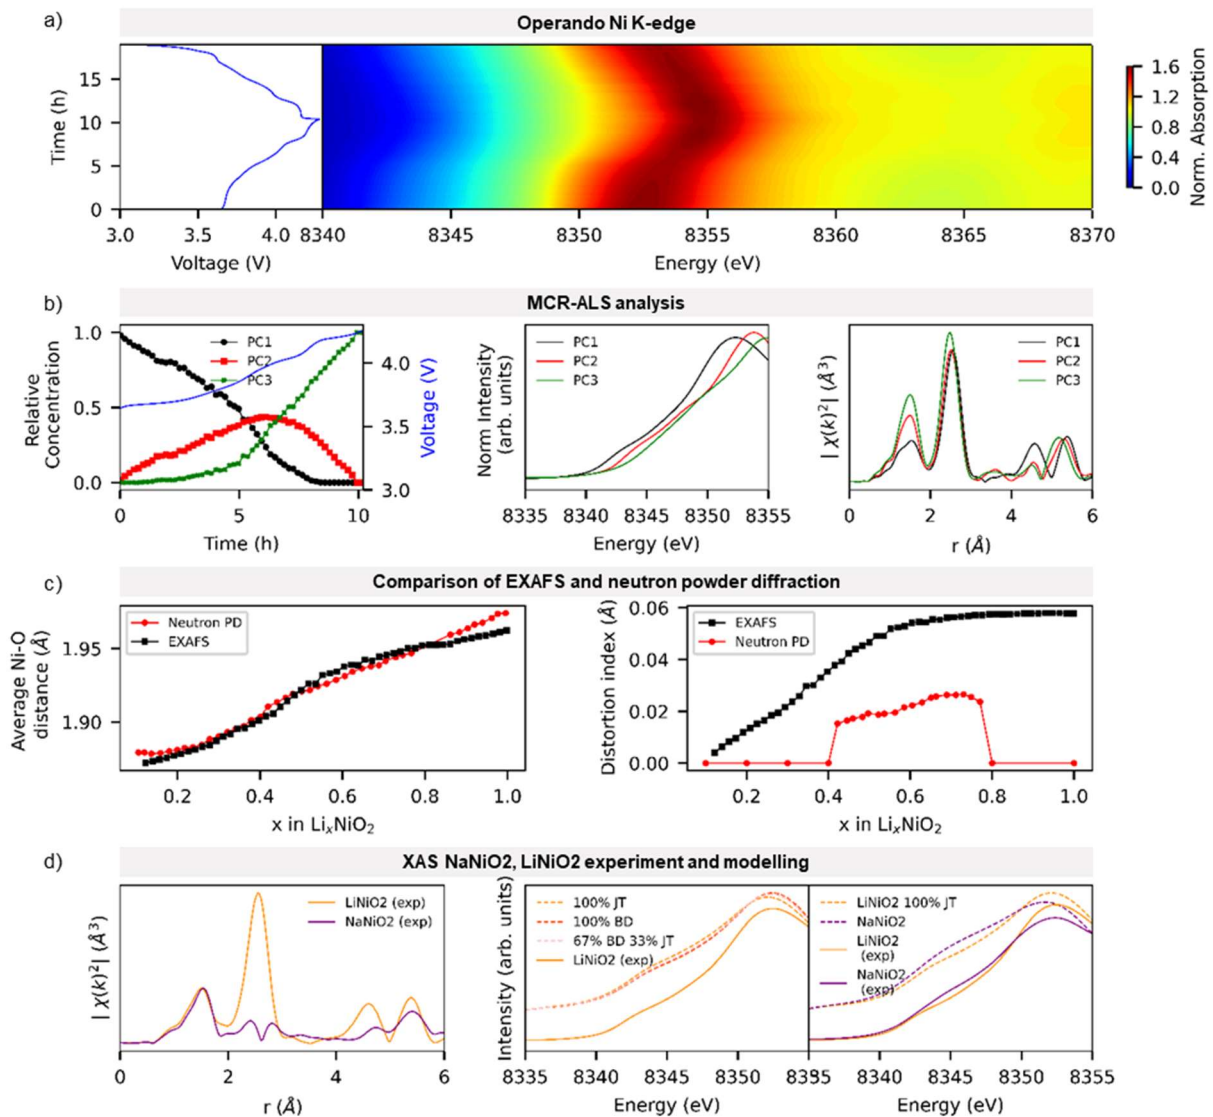 a)
Operando Ni K-edge
Time (h)
15
10
5
0
3.0
3.5
4.0
8340
8345
8350
8355
8360
8365
8370
Voltage (V)
Energy (eV)
1.6
1.2
0.8
0.4
0.0
Norm. Absorption
b)
MCR-ALS analysis
Relative
Concentration
1.0
0.5
0.0
PC1
PC2
PC3
4.0
3.5
3.0
Voltage (V)
0
5
10
Time (h)
Norm Intensity
(arb. units)
PC1
PC2
PC3
8335
8340
8345
8350
8355
Energy (eV)
| χ(k)² | (Å³)
PC1
PC2
PC3
0
2
4
6
r (Å)
c)
Comparison of EXAFS and neutron powder diffraction
Average Ni-O
distance (Å)
1.95
1.90
Neutron PD
EXAFS
0.2
0.4
0.6
0.8
1.0
x in LiₓNiO₂
Distortion index (Å)
0.06
0.04
0.02
0.00
EXAFS
Neutron PD
0.2
0.4
0.6
0.8
1.0
x in LiₓNiO₂
d)
XAS NaNiO2, LiNiO2 experiment and modelling
| χ(k)² | (Å³)
LiNiO2 (exp)
NaNiO2 (exp)
0
2
4
6
r (Å)
Intensity (arb. units)
100% JT
100% BD
67% BD 33% JT
LiNiO2 (exp)
8335
8340
8345
8350
8335
Energy (eV)
LiNiO2 100% JT
NaNiO2
LiNiO2
(exp)
NaNiO2
(exp)
8340
8345
8350
8355
Energy (eV)